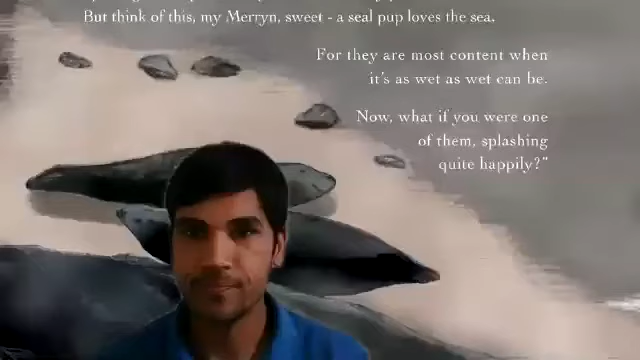 But think of this, my Merryn, sweet - a seal pup loves the sea,
For they are most content when
it's as wet as wet can be.
Now, what if you were one
of them, splashing
quite happily?"